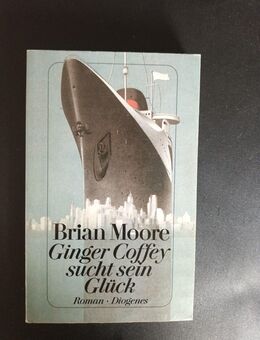 Brian Moore
Ginger Coffey
sucht sein
Glück
Roman · Diogenes